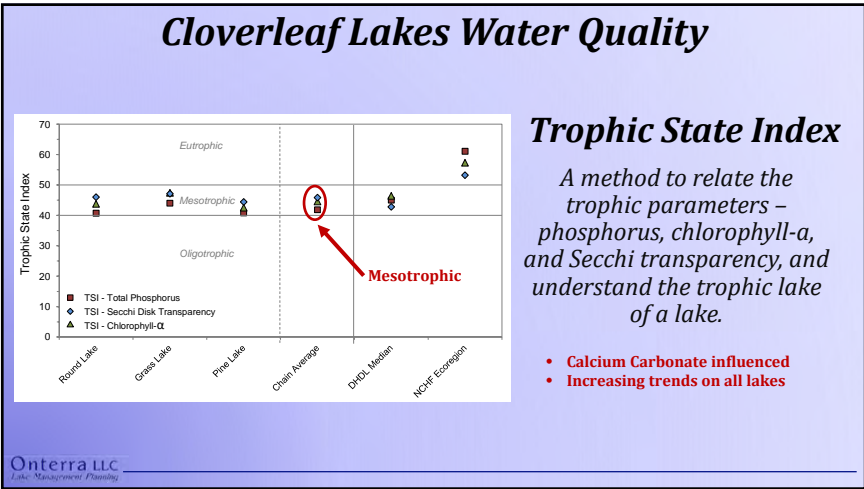 Cloverleaf Lakes Water Quality
Trophic State Index
70
60
50
40
30
20
10
0
Eutrophic
Mesotrophic
Oligotrophic
TSI - Total Phosphorus
TSI - Secchi Disk Transparency
TSI - Chlorophyll-α
Round Lake
Grass Lake
Pine Lake
Chain Average
DHDL Median
NCHF Ecoregion
Mesotrophic
Trophic State Index
A method to relate the
trophic parameters –
phosphorus, chlorophyll-a,
and Secchi transparency, and
understand the trophic lake
of a lake.
• Calcium Carbonate influenced
• Increasing trends on all lakes
Onterra LLC
Lake Management Planning